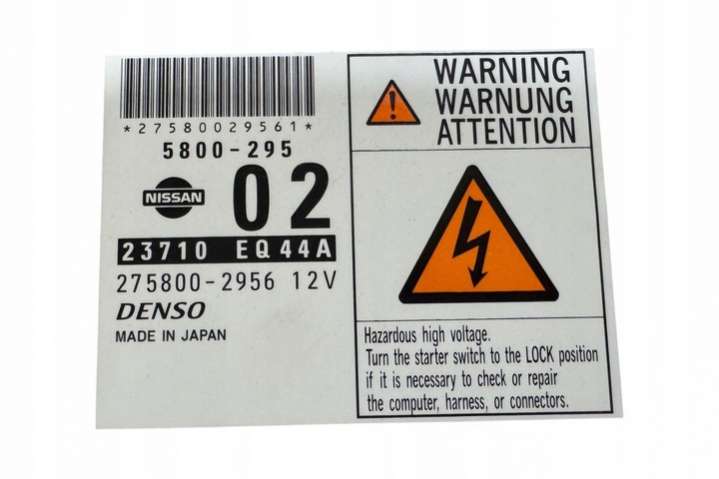 *27580029561*
5800-295
NISSAN
02
23710 EQ44A
275800-2956 12V
DENSO
MADE IN JAPAN
WARNING
WARNUNG
ATTENTION
Hazardous high voltage.
Turn the starter switch to the LOCK position
if it is necessary to check or repair
the computer, harness, or connectors.